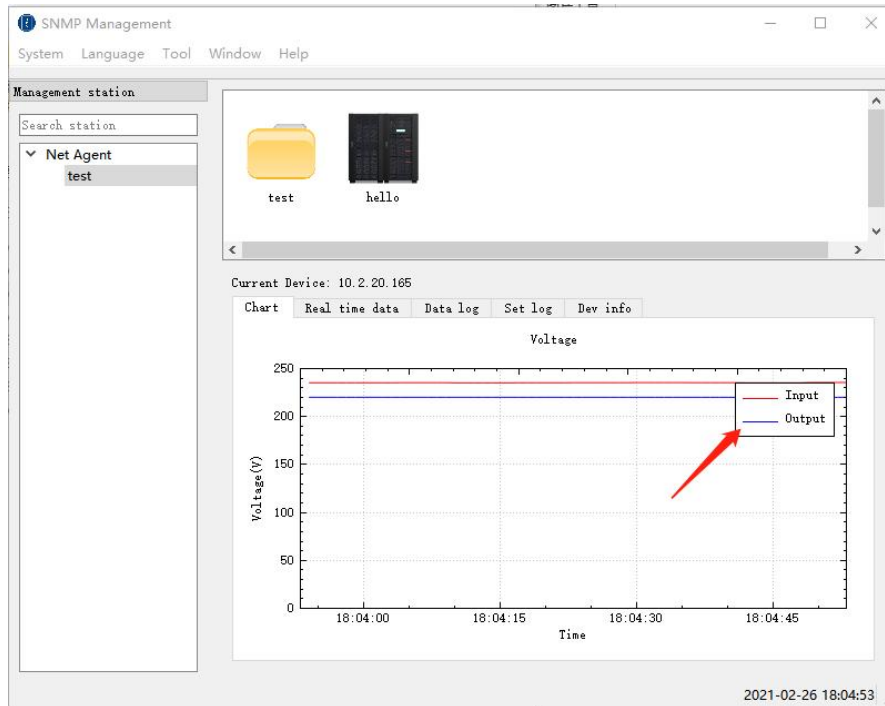 SNMP Management
System Language Tool Window Help
Management station
Search station
Net Agent
test
test hello
Current Device: 10.2.20.165
Chart Real time data Data log Set log Dev info
Voltage
250
200
150
100
50
0
Voltage(V)
Input
Output
18:04:00 18:04:15 18:04:30 18:04:45
Time
2021-02-26 18:04:53